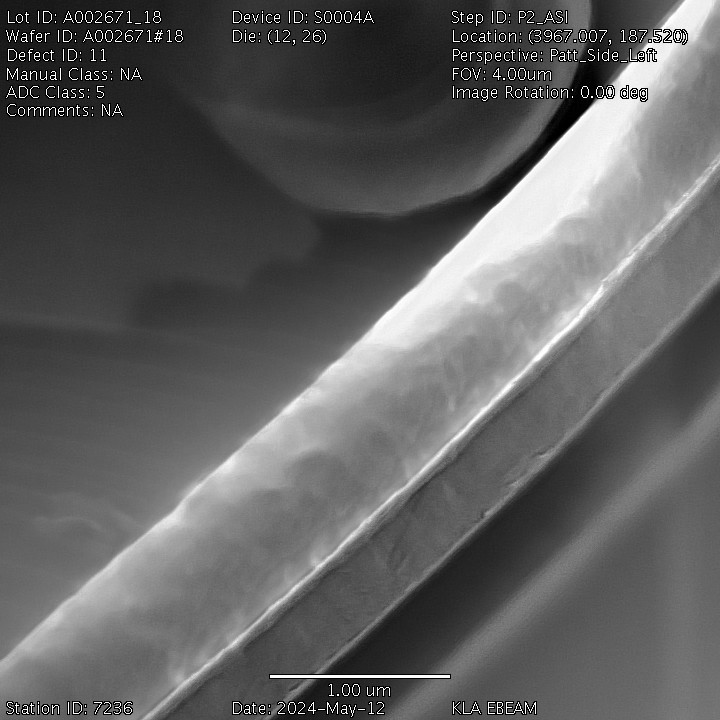 Lot ID: A002671_18
Wafer ID: A002671#18
Defect ID: 11
Manual Class: NA
ADC Class: 5
Comments: NA
Device ID: S0004A
Die: (12, 26)
Step ID: P2_ASI
Location: (3967.007, 187.520)
Perspective: Patt_Side_Left
FOV: 4.00um
Image Rotation: 0.00 deg
1.00 um
Station ID: 7236
Date: 2024-May-12
KLA EBEAM